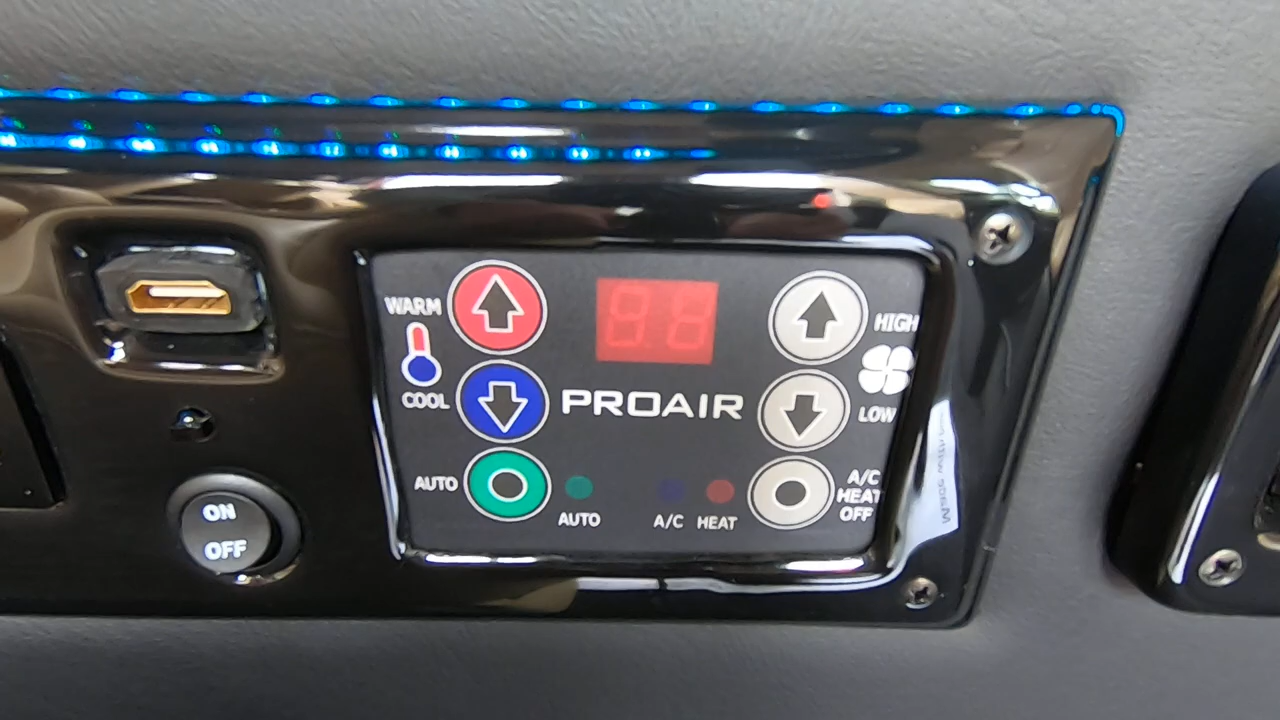 WARM
HIGH
COOL
PROAIR
LOW
AUTO
AUTO
A/C HEAT
A/C
HEAT
OFF
ON
OFF